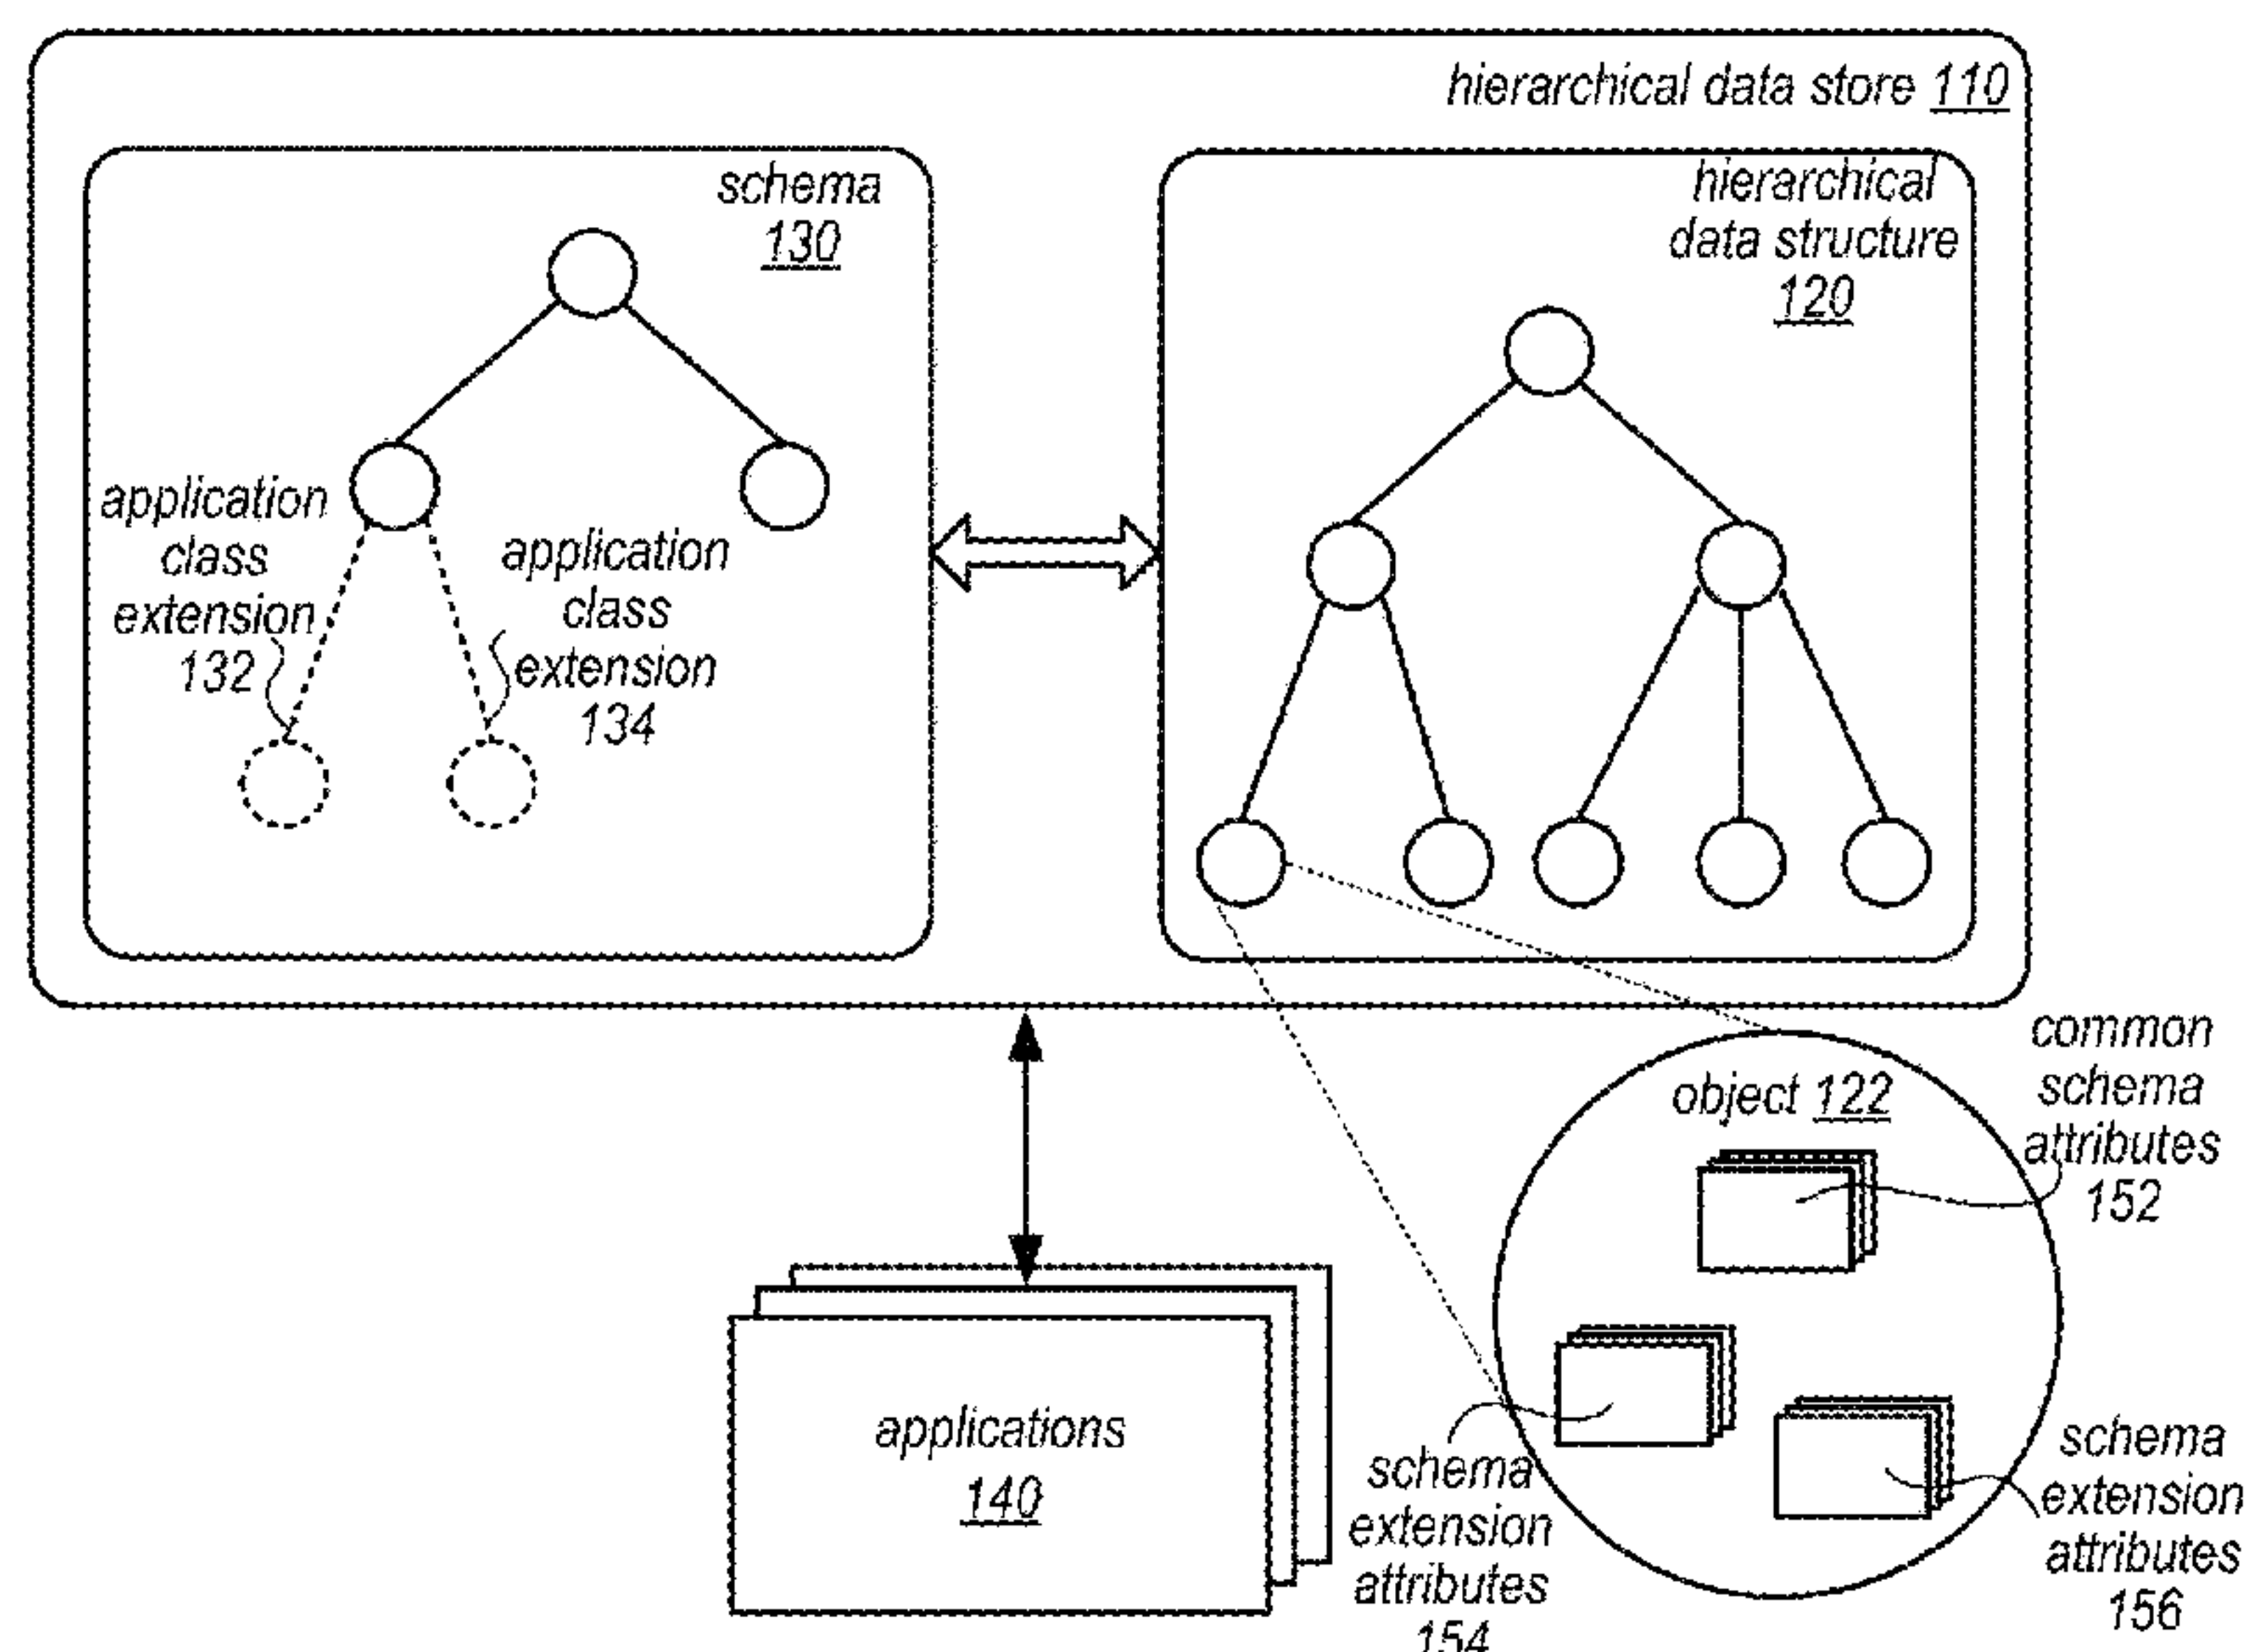 hierarchical data store 110
schema
130
hierarchical
data structure
120
application
class
extension
132
application
class
extension
134
common
schema
attributes
152
object 122
applications
140
schema
extension
attributes
154
schema
extension
attributes
156